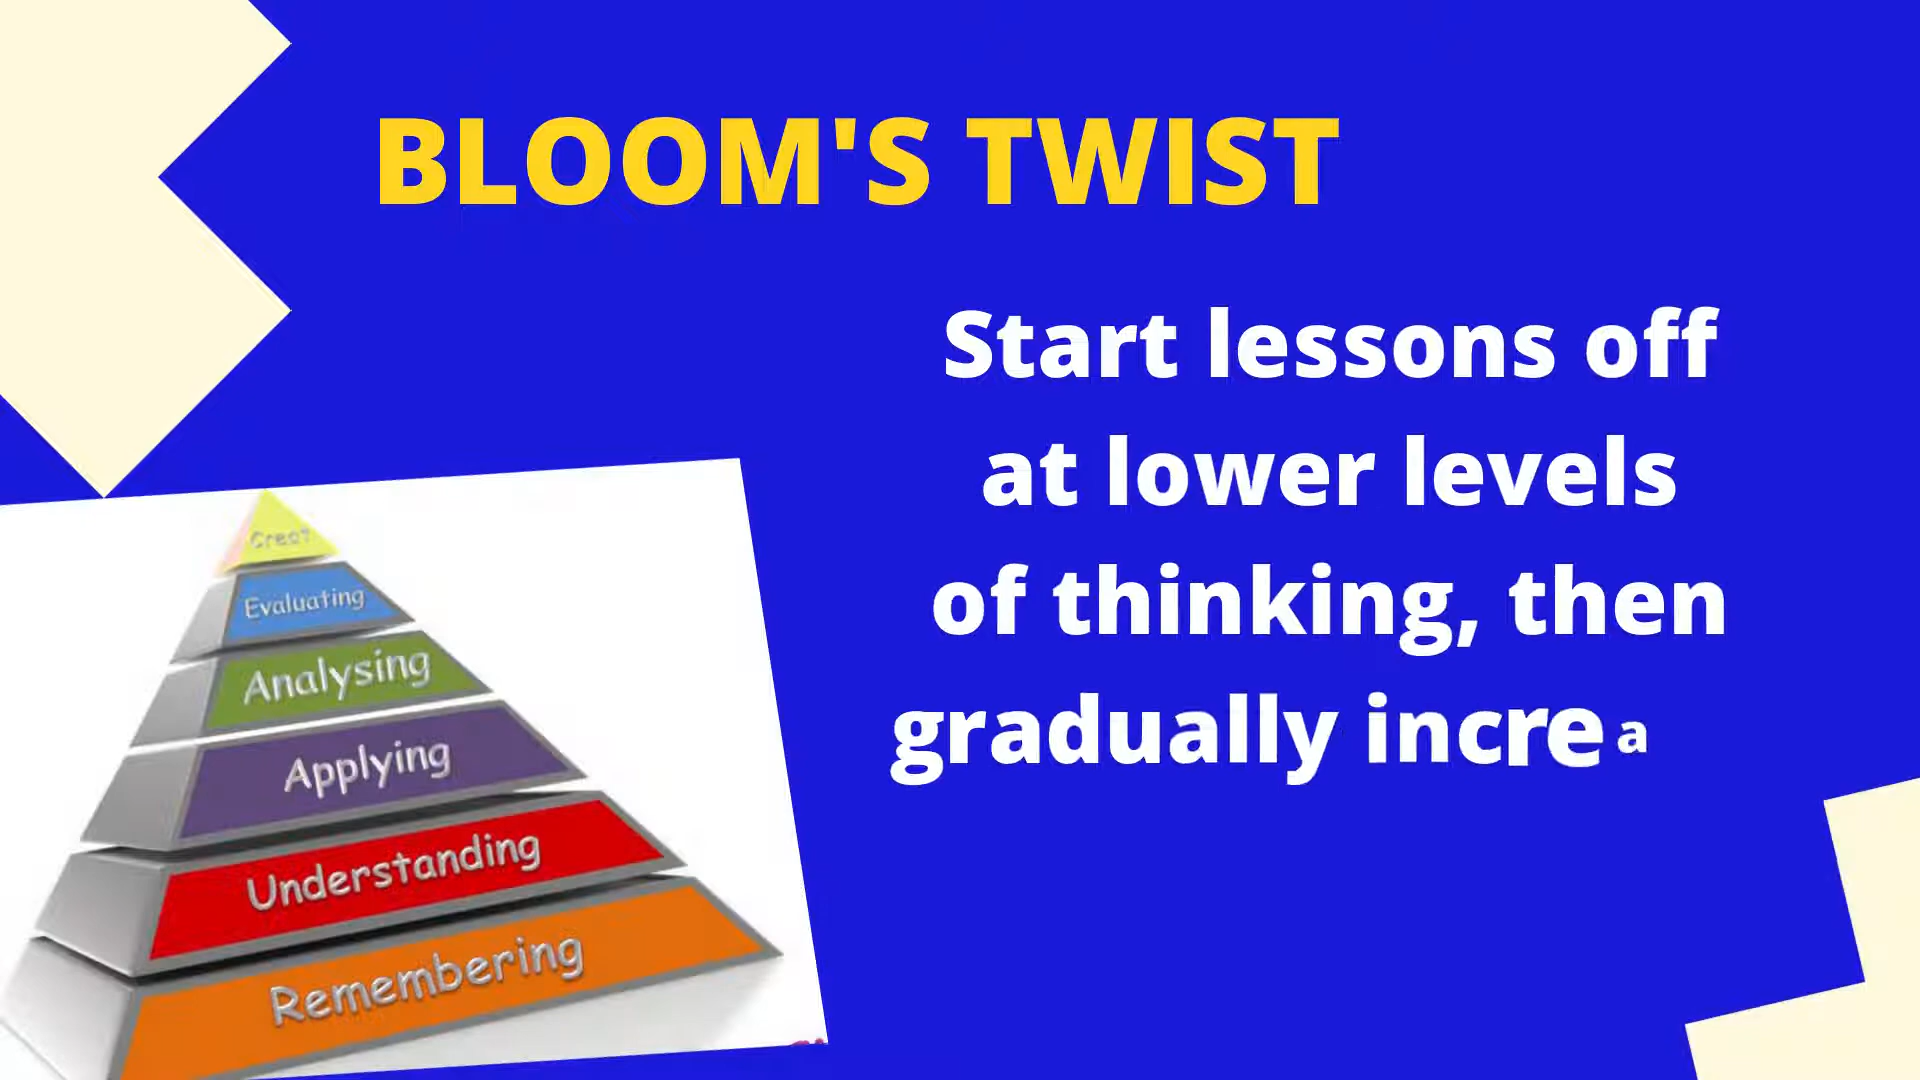 BLOOM'S TWIST
Start lessons off
at lower levels
of thinking, then
gradually increa
Evaluating
Analysing
Applying
Understanding
Remembering